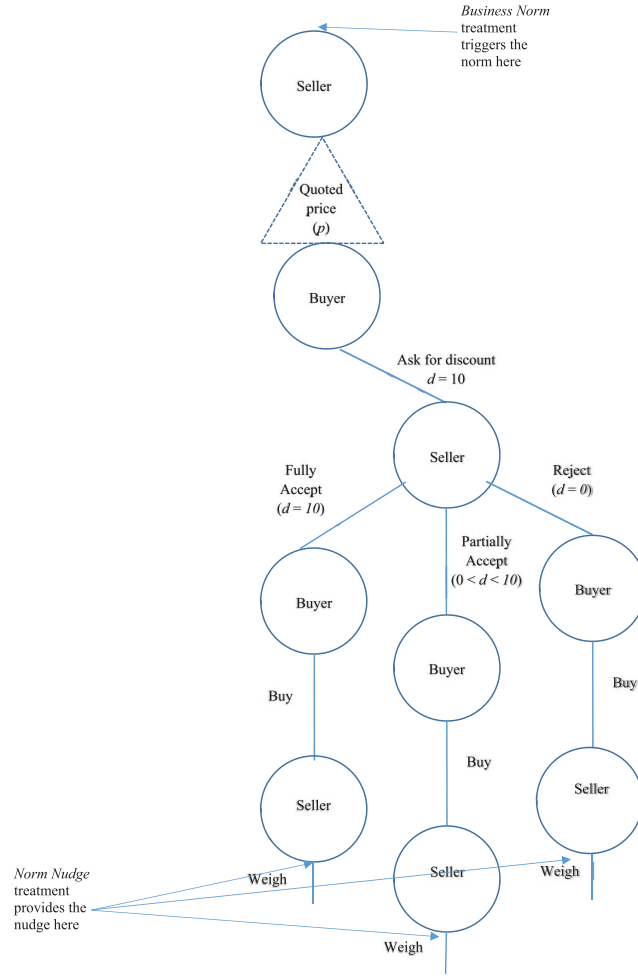 Business Norm
treatment
triggers the
norm here
Seller
Quoted
price
(p)
Buyer
Ask for discount
d = 10
Seller
Fully
Accept
(d = 10)
Reject
(d=0)
Partially
Accept
(0 < d < 10)
Buyer
Buyer
Buyer
Buy
Buy
Buy
Seller
Seller
Seller
Norm Nudge
treatment
provides the
nudge here
Weigh
Weigh
Weigh